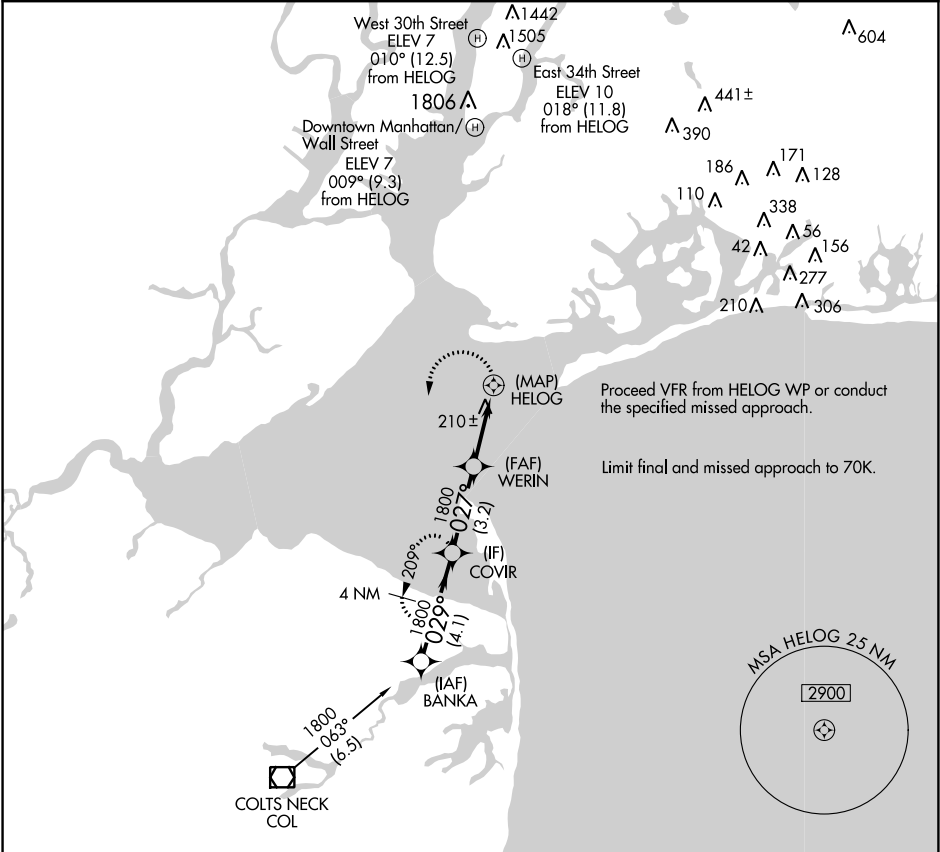 1442
604
West 30th Street
ELEV 7
010° (12.5)
from HELOG
1505
East 34th Street
ELEV 10
018° (11.8)
from HELOG
1806
441±
390
Downtown Manhattan/
Wall Street
ELEV 7
009° (9.3)
from HELOG
186
171
128
110
338
56
42
156
277
210
306
(MAP)
HELOG
210±
Proceed VFR from HELOG WP or conduct
the specified missed approach.
(FAF)
WERIN
Limit final and missed approach to 70K.
1800
027°
(3.2)
(IF)
COVIR
209°
4 NM
1800
029°
(4.1)
(IAF)
BANKA
1800
063°
(6.5)
COLTS NECK
COL
MSA HELOG 25 NM
2900
H
H
H